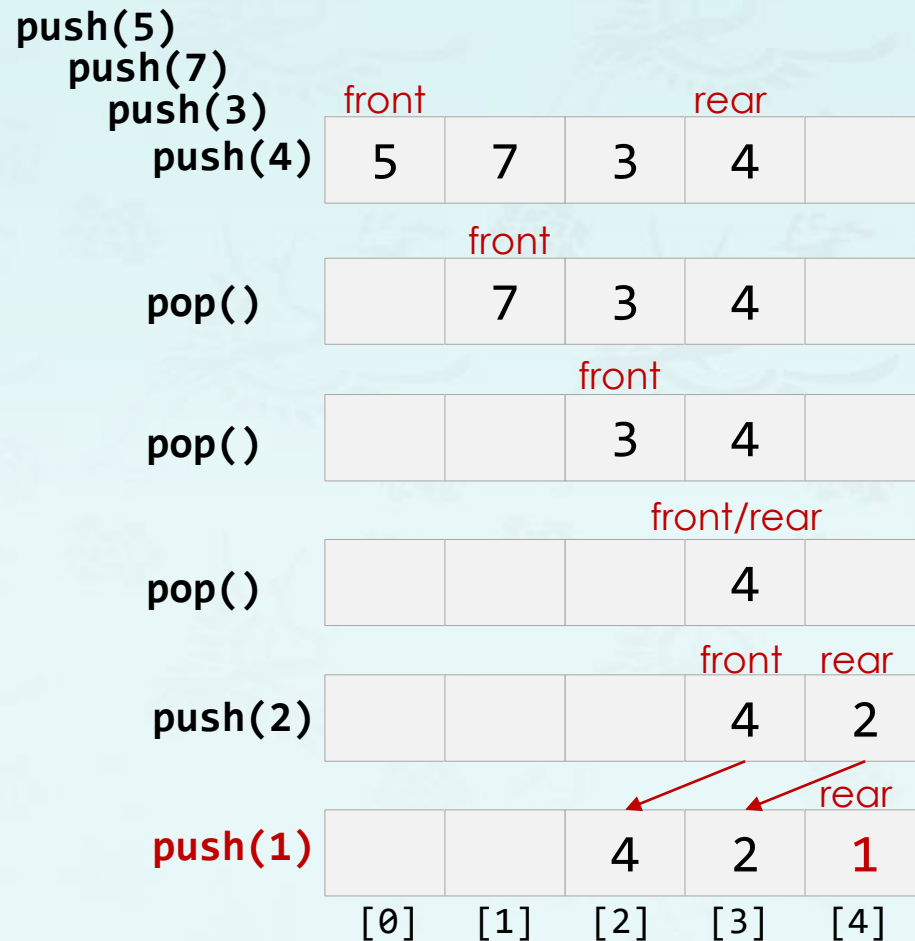 push(5)
push(7)
push(3)
front rear
push(4) 5 7 3 4
front
pop() 7 3 4
front
pop() 3 4
front/rear
pop() 4
front rear
push(2) 4 2
rear
push(1) 4 2 1
[0] [1] [2] [3] [4]